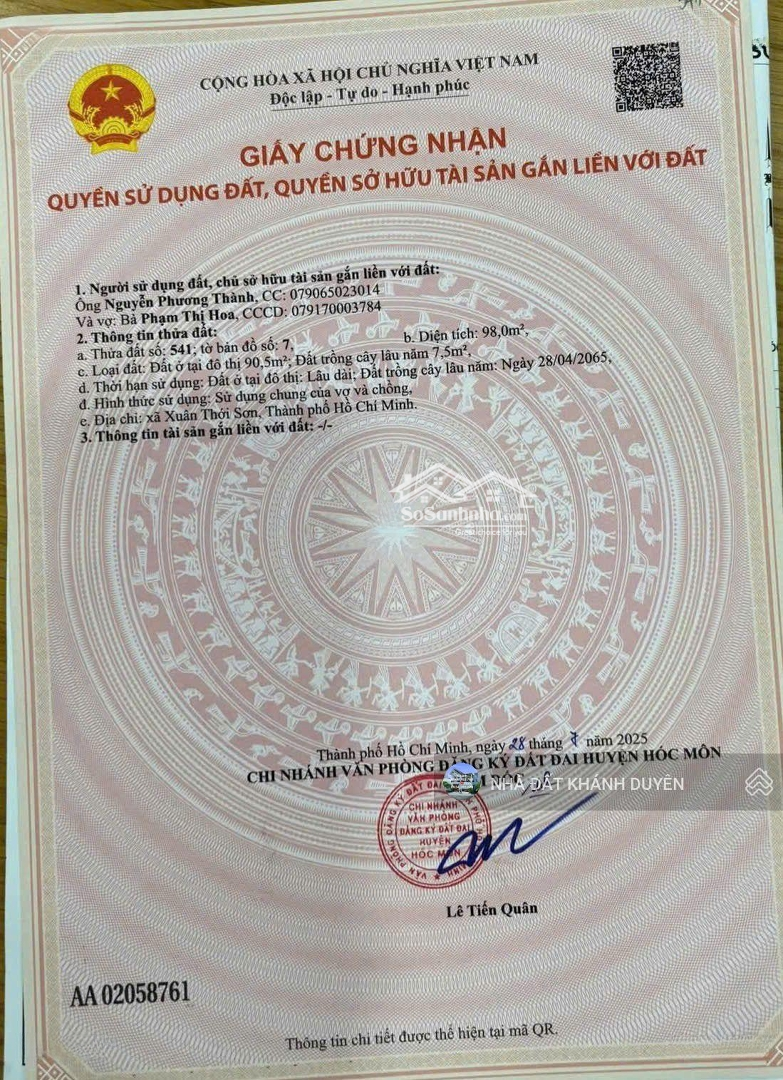 CỘNG HÒA XÃ HỘI CHỦ NGHĨA VIỆT NAM
Độc lập - Tự do - Hạnh phúc
GIẤY CHỨNG NHẬN
QUYỀN SỬ DỤNG ĐẤT, QUYỀN SỞ HỮU TÀI SẢN GẮN LIỀN VỚI ĐẤT
1. Người sử dụng đất, chủ sở hữu tài sản gắn liền với đất:
Ông Nguyễn Phương Thành, CC: 079065023014
Và vợ: Bà Phạm Thị Hoa, CCCD: 079170003784
2. Thông tin thửa đất:
a. Thửa đất số: 541; tờ bản đồ số: 7, b. Diện tích: 98,0m²,
c. Loại đất: Đất ở tại đô thị 90,5m²; Đất trồng cây lâu năm 7,5m²,
d. Thời hạn sử dụng: Đất ở tại đô thị: Lâu dài; Đất trồng cây lâu năm: Ngày 28/04/2065,
đ. Hình thức sử dụng: Sử dụng chung của vợ và chồng,
e. Địa chỉ: xã Xuân Thới Sơn, Thành phố Hồ Chí Minh.
3. Thông tin tài sản gắn liền với đất: -/-
SoSanhnha.com
Thành phố Hồ Chí Minh, ngày 28 tháng 7 năm 2025
CHI NHÁNH VĂN PHÒNG ĐĂNG KÝ ĐẤT ĐAI HUYỆN HÓC MÔN
NHÀ ĐẤT KHÁNH DUYÊN
CHI NHÁNH
VĂN PHÒNG
ĐĂNG KÝ ĐẤT ĐAI
HUYỆN
HÓC MÔN
Lê Tiến Quân
AA 02058761
Thông tin chi tiết được thể hiện tại mã QR.